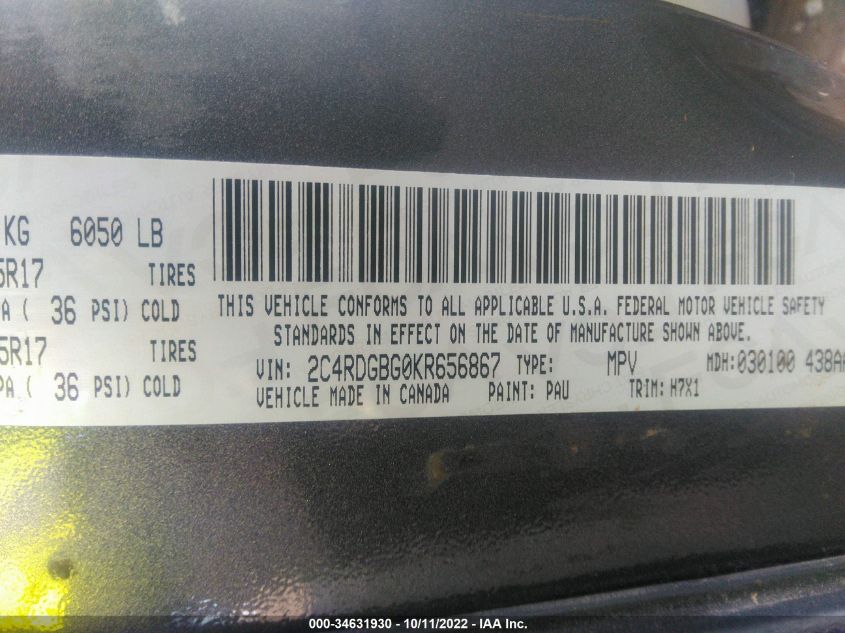 KG 6050 LB
5R17 TIRES
PA ( 36 PSI) COLD
5R17 TIRES
PA ( 36 PSI) COLD
THIS VEHICLE CONFORMS TO ALL APPLICABLE U.S.A. FEDERAL MOTOR VEHICLE SAFETY
STANDARDS IN EFFECT ON THE DATE OF MANUFACTURE SHOWN ABOVE.
VIN: 2C4RDGBG0KR656867 TYPE: MPV MDH:030100 438AA
VEHICLE MADE IN CANADA PAINT: PAU TRIM: H7X1
000-34631930 - 10/11/2022 - IAA Inc.